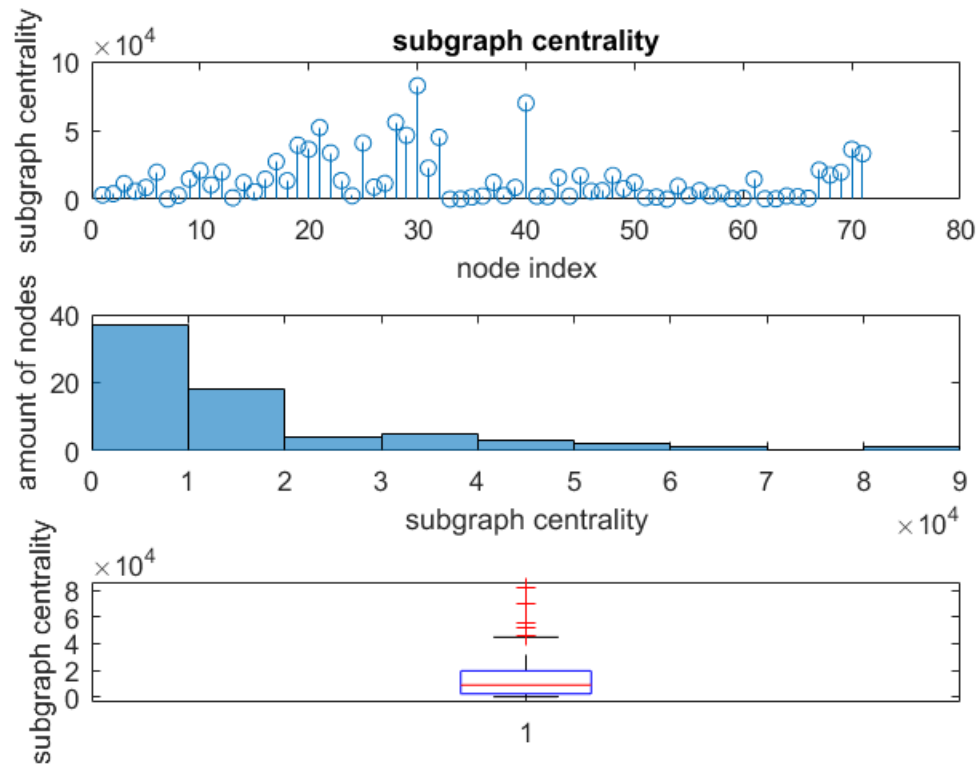 subgraph centrality
×10⁴
subgraph centrality
10
5
0
0 10 20 30 40 50 60 70 80
node index
amount of nodes
40
20
0
0 1 2 3 4 5 6 7 8 9
subgraph centrality
×10⁴
subgraph centrality
×10⁴
8
6
4
2
0
1